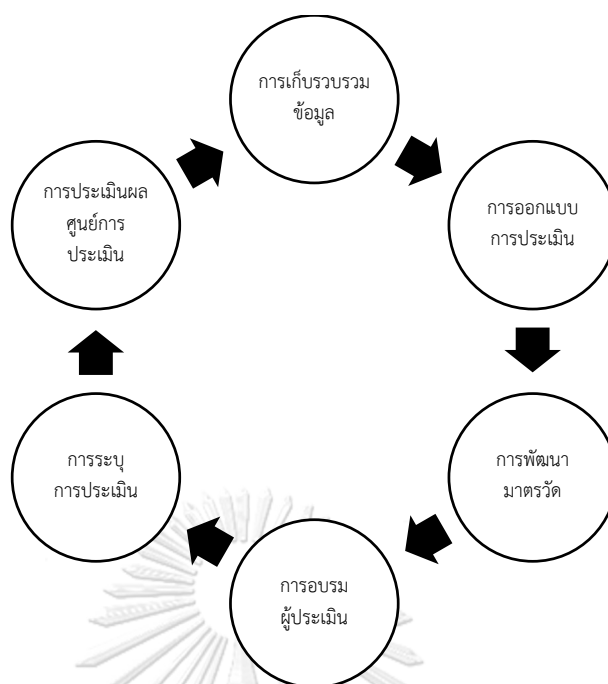 การเก็บรวบรวม
ข้อมูล
การออกแบบ
การประเมิน
การพัฒนา
มาตรวัด
การอบรม
ผู้ประเมิน
การระบุ
การประเมิน
การประเมินผล
ศูนย์การ
ประเมิน